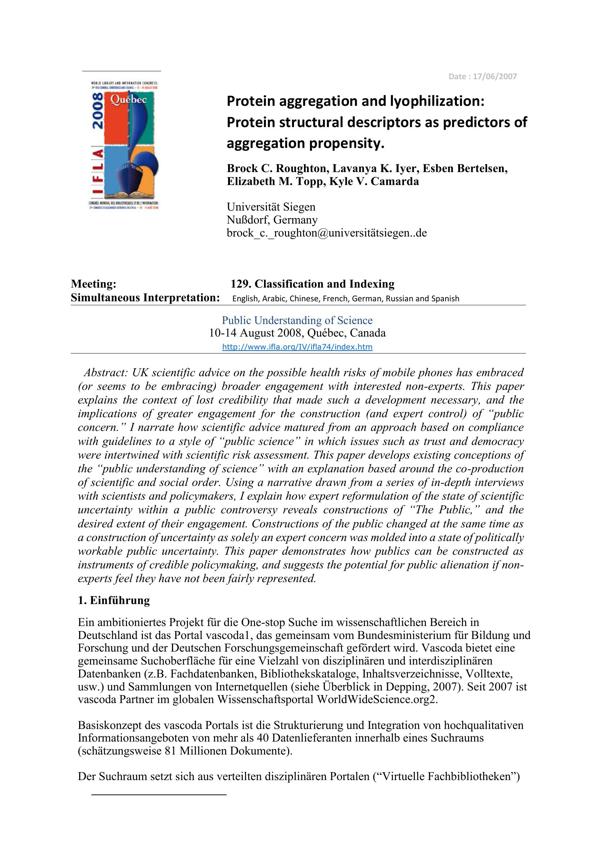 Date : 17/06/2007
WORLD LIBRARY AND INFORMATION CONGRESS:
2008
Québec
IFLA
Protein aggregation and lyophilization:
Protein structural descriptors as predictors of
aggregation propensity.
Brock C. Roughton, Lavanya K. Iyer, Esben Bertelsen,
Elizabeth M. Topp, Kyle V. Camarda
Universität Siegen
Nußdorf, Germany
brock_c._roughton@universitätsiegen..de
Meeting: 129. Classification and Indexing
Simultaneous Interpretation: English, Arabic, Chinese, French, German, Russian and Spanish
Public Understanding of Science
10-14 August 2008, Québec, Canada
http://www.ifla.org/IV/ifla74/index.htm
Abstract: UK scientific advice on the possible health risks of mobile phones has embraced
(or seems to be embracing) broader engagement with interested non-experts. This paper
explains the context of lost credibility that made such a development necessary, and the
implications of greater engagement for the construction (and expert control) of “public
concern.” I narrate how scientific advice matured from an approach based on compliance
with guidelines to a style of “public science” in which issues such as trust and democracy
were intertwined with scientific risk assessment. This paper develops existing conceptions of
the “public understanding of science” with an explanation based around the co-production
of scientific and social order. Using a narrative drawn from a series of in-depth interviews
with scientists and policymakers, I explain how expert reformulation of the state of scientific
uncertainty within a public controversy reveals constructions of “The Public,” and the
desired extent of their engagement. Constructions of the public changed at the same time as
a construction of uncertainty as solely an expert concern was molded into a state of politically
workable public uncertainty. This paper demonstrates how publics can be constructed as
instruments of credible policymaking, and suggests the potential for public alienation if non-
experts feel they have not been fairly represented.
1. Einführung
Ein ambitioniertes Projekt für die One-stop Suche im wissenschaftlichen Bereich in
Deutschland ist das Portal vascoda1, das gemeinsam vom Bundesministerium für Bildung und
Forschung und der Deutschen Forschungsgemeinschaft gefördert wird. Vascoda bietet eine
gemeinsame Suchoberfläche für eine Vielzahl von disziplinären und interdisziplinären
Datenbanken (z.B. Fachdatenbanken, Bibliothekskataloge, Inhaltsverzeichnisse, Volltexte,
usw.) und Sammlungen von Internetquellen (siehe Überblick in Depping, 2007). Seit 2007 ist
vascoda Partner im globalen Wissenschaftsportal WorldWideScience.org2.
Basiskonzept des vascoda Portals ist die Strukturierung und Integration von hochqualitativen
Informationsangeboten von mehr als 40 Datenlieferanten innerhalb eines Suchraums
(schätzungsweise 81 Millionen Dokumente).
Der Suchraum setzt sich aus verteilten disziplinären Portalen (“Virtuelle Fachbibliotheken”)